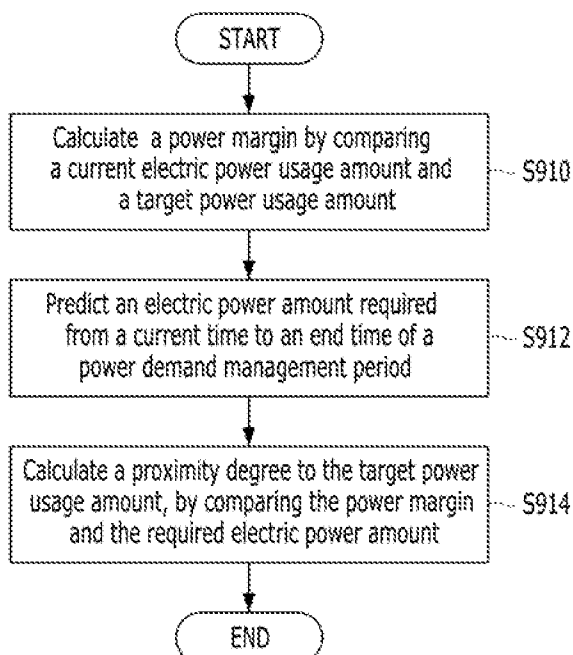 START
Calculate a power margin by comparing
a current electric power usage amount and
a target power usage amount
S910
Predict an electric power amount required
from a current time to an end time of a
power demand management period
S912
Calculate a proximity degree to the target power
usage amount, by comparing the power margin
and the required electric power amount
S914
END